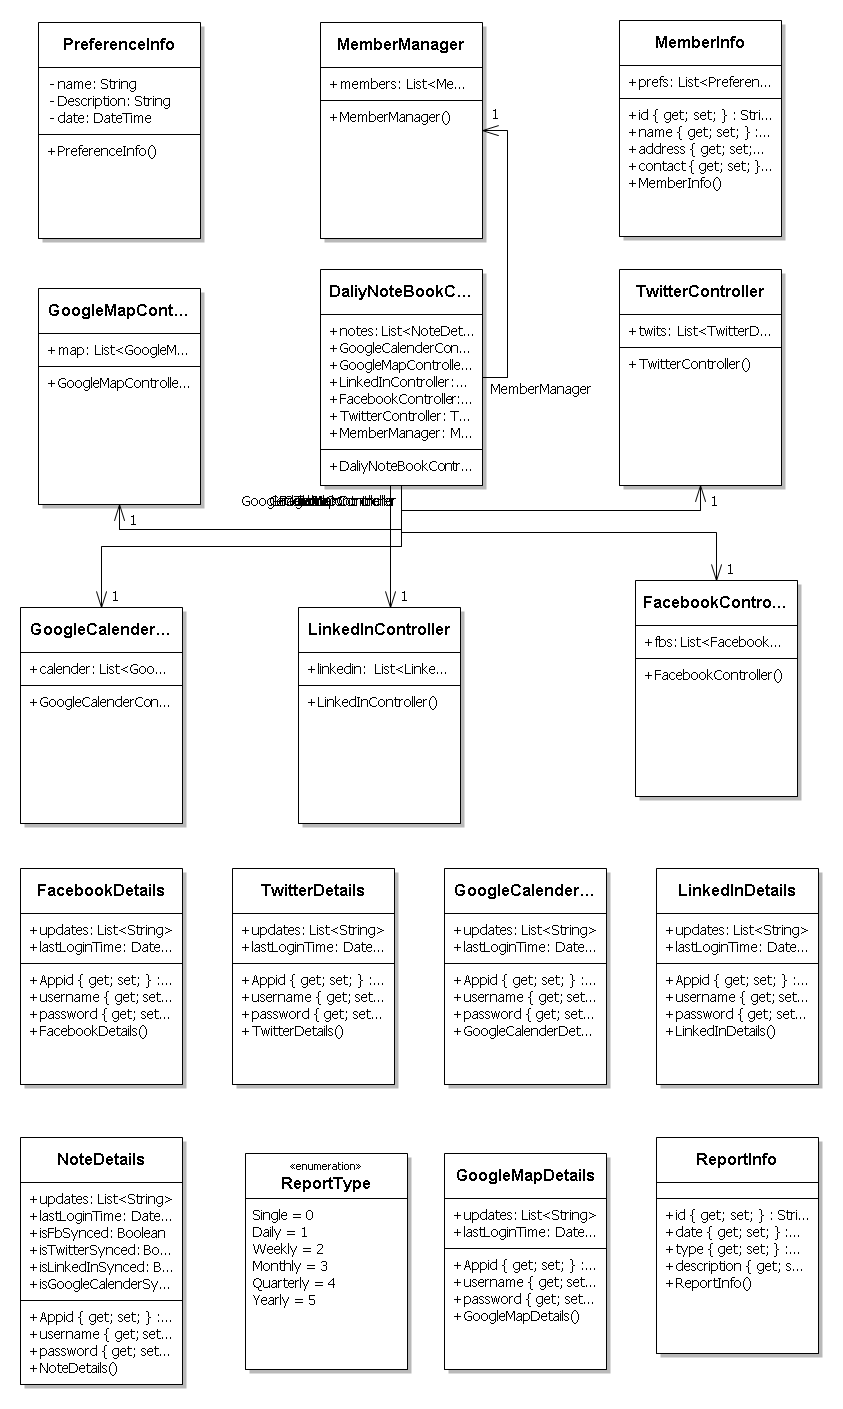 PreferenceInfo
- name: String
- Description: String
- date: DateTime
+ PreferenceInfo()
MemberManager
+ members: List<Me...
+ MemberManager()
MemberInfo
+ prefs: List<Preferen...
+ id { get; set; } : Stri...
+ name { get; set; } :...
+ address { get; set;...
+ contact { get; set; }...
+ MemberInfo()
1
GoogleMapCont...
+ map: List<GoogleM...
+ GoogleMapControlle...
DaliyNoteBookC...
+ notes: List<NoteDet...
+ GoogleCalenderCon...
+ GoogleMapControlle...
+ LinkedInController:...
+ FacebookController:...
+ TwitterController: T...
+ MemberManager: M...
+ DaliyNoteBookContr...
MemberManager
TwitterController
+ twits: List<TwitterD...
+ TwitterController()
1
1
1
1
1
GoogleCalender...
+ calender: List<Goo...
+ GoogleCalenderCon...
LinkedInController
+ linkedin: List<Linke...
+ LinkedInController()
FacebookContro...
+ fbs: List<Facebook...
+ FacebookController()
FacebookDetails
+ updates: List<String>
+ lastLoginTime: Date...
+ Appid { get; set; } :...
+ username { get; set...
+ password { get; set...
+ FacebookDetails()
TwitterDetails
+ updates: List<String>
+ lastLoginTime: Date...
+ Appid { get; set; } :...
+ username { get; set...
+ password { get; set...
+ TwitterDetails()
GoogleCalender...
+ updates: List<String>
+ lastLoginTime: Date...
+ Appid { get; set; } :...
+ username { get; set...
+ password { get; set...
+ GoogleCalenderDet...
LinkedInDetails
+ updates: List<String>
+ lastLoginTime: Date...
+ Appid { get; set; } :...
+ username { get; set...
+ password { get; set...
+ LinkedInDetails()
NoteDetails
+ updates: List<String>
+ lastLoginTime: Date...
+ isFbSynced: Boolean
+ isTwitterSynced: Bo...
+ isLinkedInSynced: B...
+ isGoogleCalenderSy...
+ Appid { get; set; } :...
+ username { get; set...
+ password { get; set...
+ NoteDetails()
«enumeration»
ReportType
Single = 0
Daily = 1
Weekly = 2
Monthly = 3
Quarterly = 4
Yearly = 5
GoogleMapDetails
+ updates: List<String>
+ lastLoginTime: Date...
+ Appid { get; set; } :...
+ username { get; set...
+ password { get; set...
+ GoogleMapDetails()
ReportInfo
+ id { get; set; } : Stri...
+ date { get; set; } :...
+ type { get; set; } :...
+ description { get; s...
+ ReportInfo()